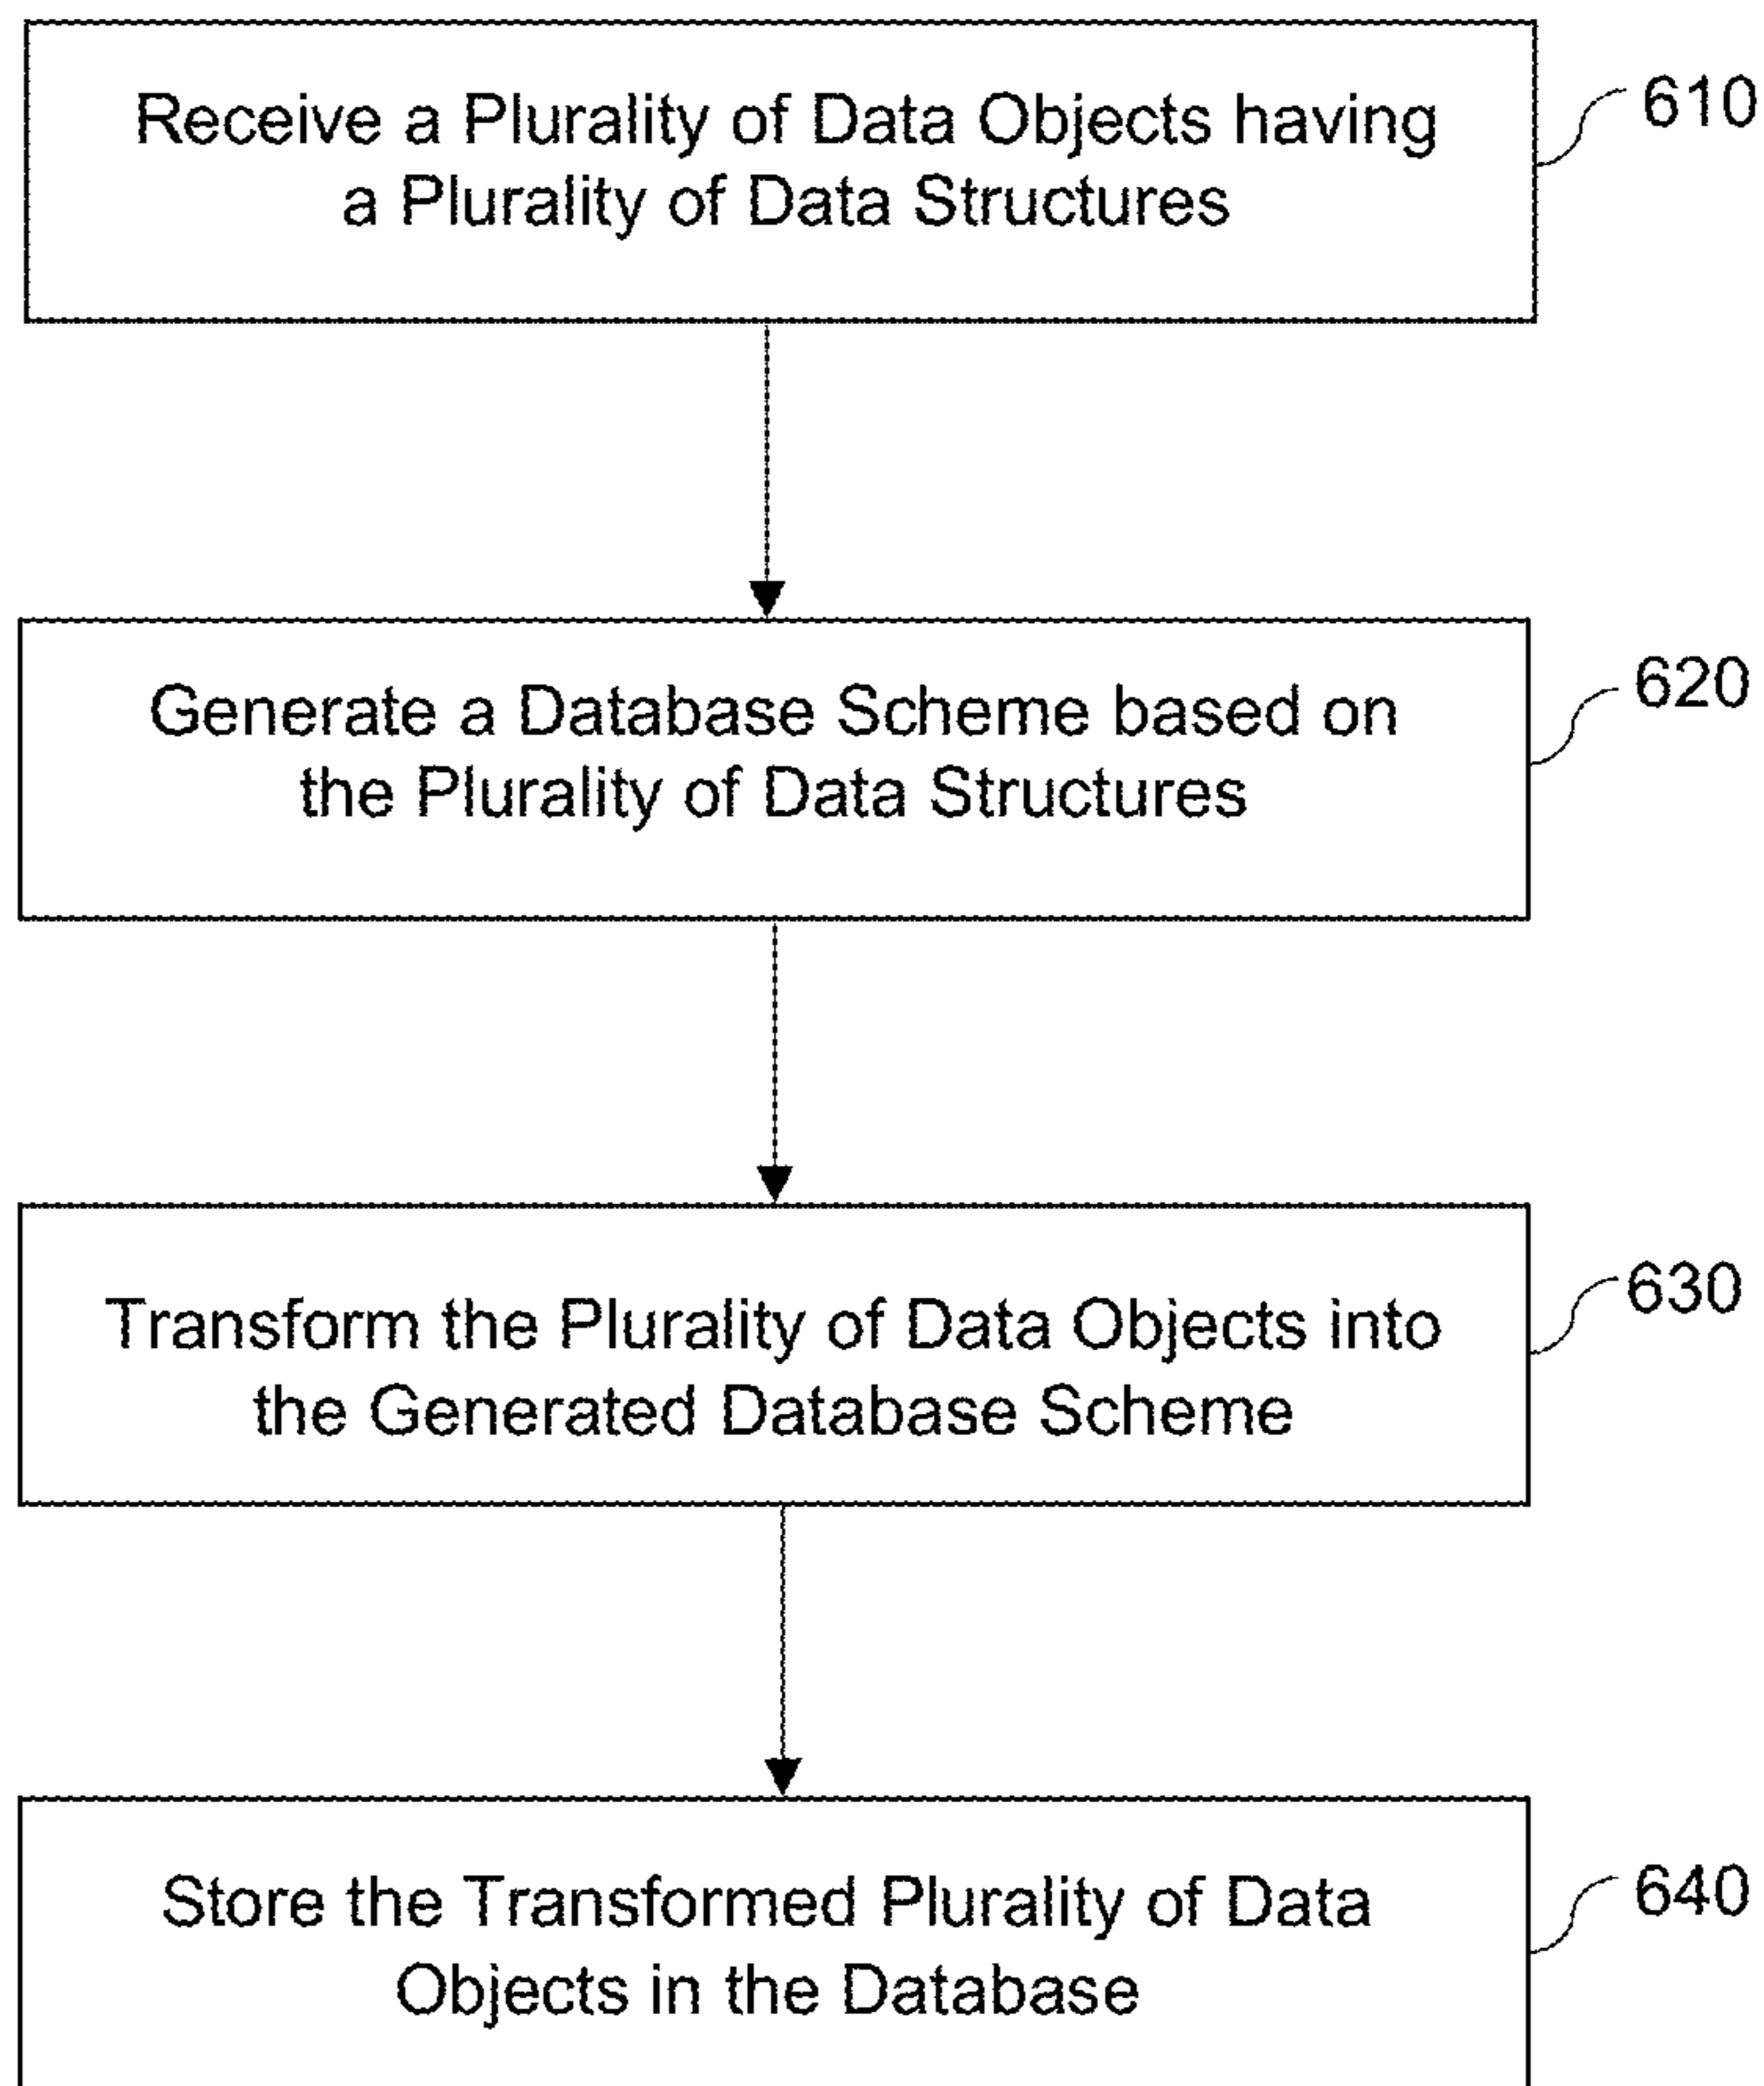 Receive a Plurality of Data Objects having
a Plurality of Data Structures
610
Generate a Database Scheme based on
the Plurality of Data Structures
620
Transform the Plurality of Data Objects into
the Generated Database Scheme
630
Store the Transformed Plurality of Data
Objects in the Database
640